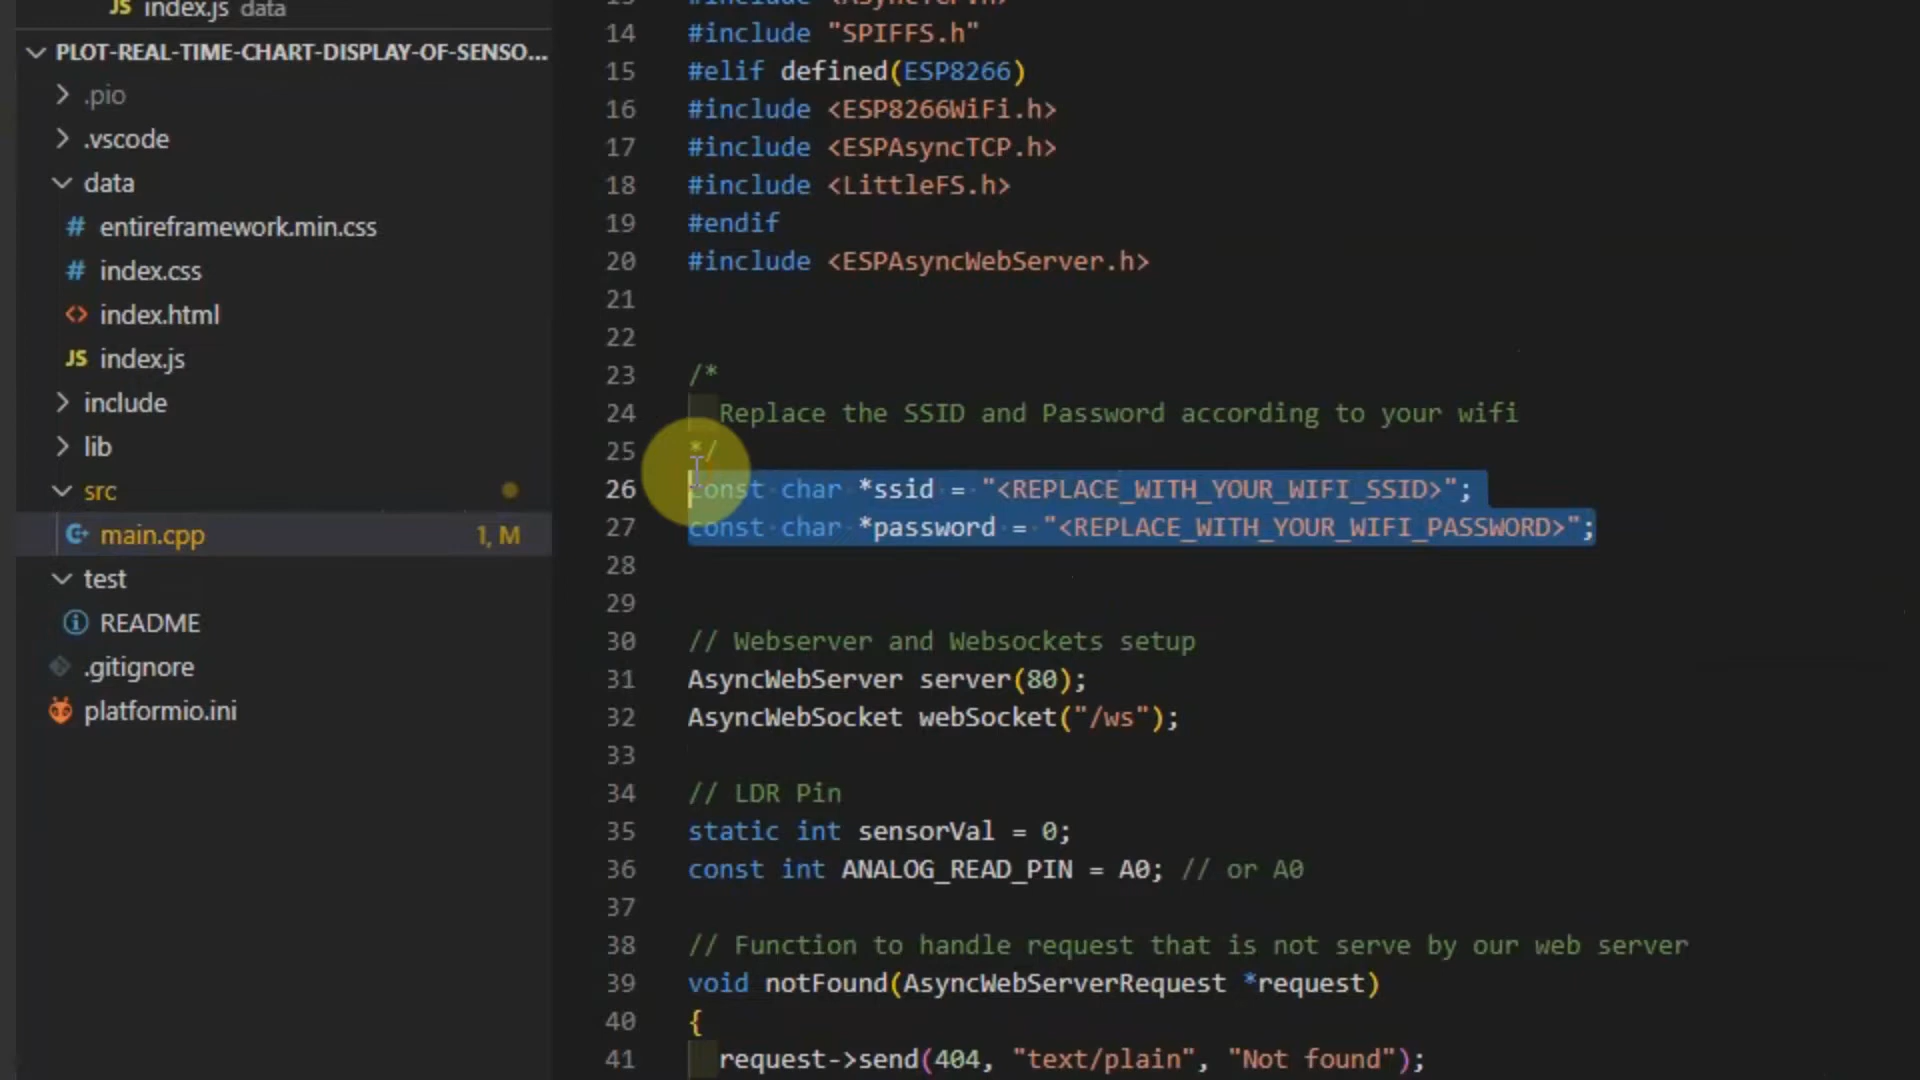 JS index.js data
PLOT-REAL-TIME-CHART-DISPLAY-OF-SENSO...
.pio
.vscode
data
# entireframework.min.css
# index.css
<> index.html
JS index.js
include
lib
src
main.cpp 1, M
test
README
.gitignore
platformio.ini
13 #include <AsyncTCP.h>
14 #include "SPIFFS.h"
15 #elif defined(ESP8266)
16 #include <ESP8266WiFi.h>
17 #include <ESPAsyncTCP.h>
18 #include <LittleFS.h>
19 #endif
20 #include <ESPAsyncWebServer.h>
21
22
23 /*
24 Replace the SSID and Password according to your wifi
25 */
26 const char *ssid = "<REPLACE_WITH_YOUR_WIFI_SSID>";
27 const char *password = "<REPLACE_WITH_YOUR_WIFI_PASSWORD>";
28
29
30 // Webserver and Websockets setup
31 AsyncWebServer server(80);
32 AsyncWebSocket webSocket("/ws");
33
34 // LDR Pin
35 static int sensorVal = 0;
36 const int ANALOG_READ_PIN = A0; // or A0
37
38 // Function to handle request that is not serve by our web server
39 void notFound(AsyncWebServerRequest *request)
40 {
41 request->send(404, "text/plain", "Not found");